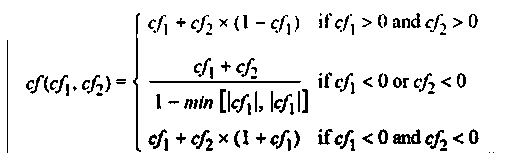 cf₁ + cf₂ × (1 − cf₁) if cf₁ > 0 and cf₂ > 0
cf(cf₁, cf₂) = { (cf₁ + cf₂) / (1 − min [|cf₁|, |cf₁|]) if cf₁ < 0 or cf₂ < 0
cf₁ + cf₂ × (1 + cf₁) if cf₁ < 0 and cf₂ < 0